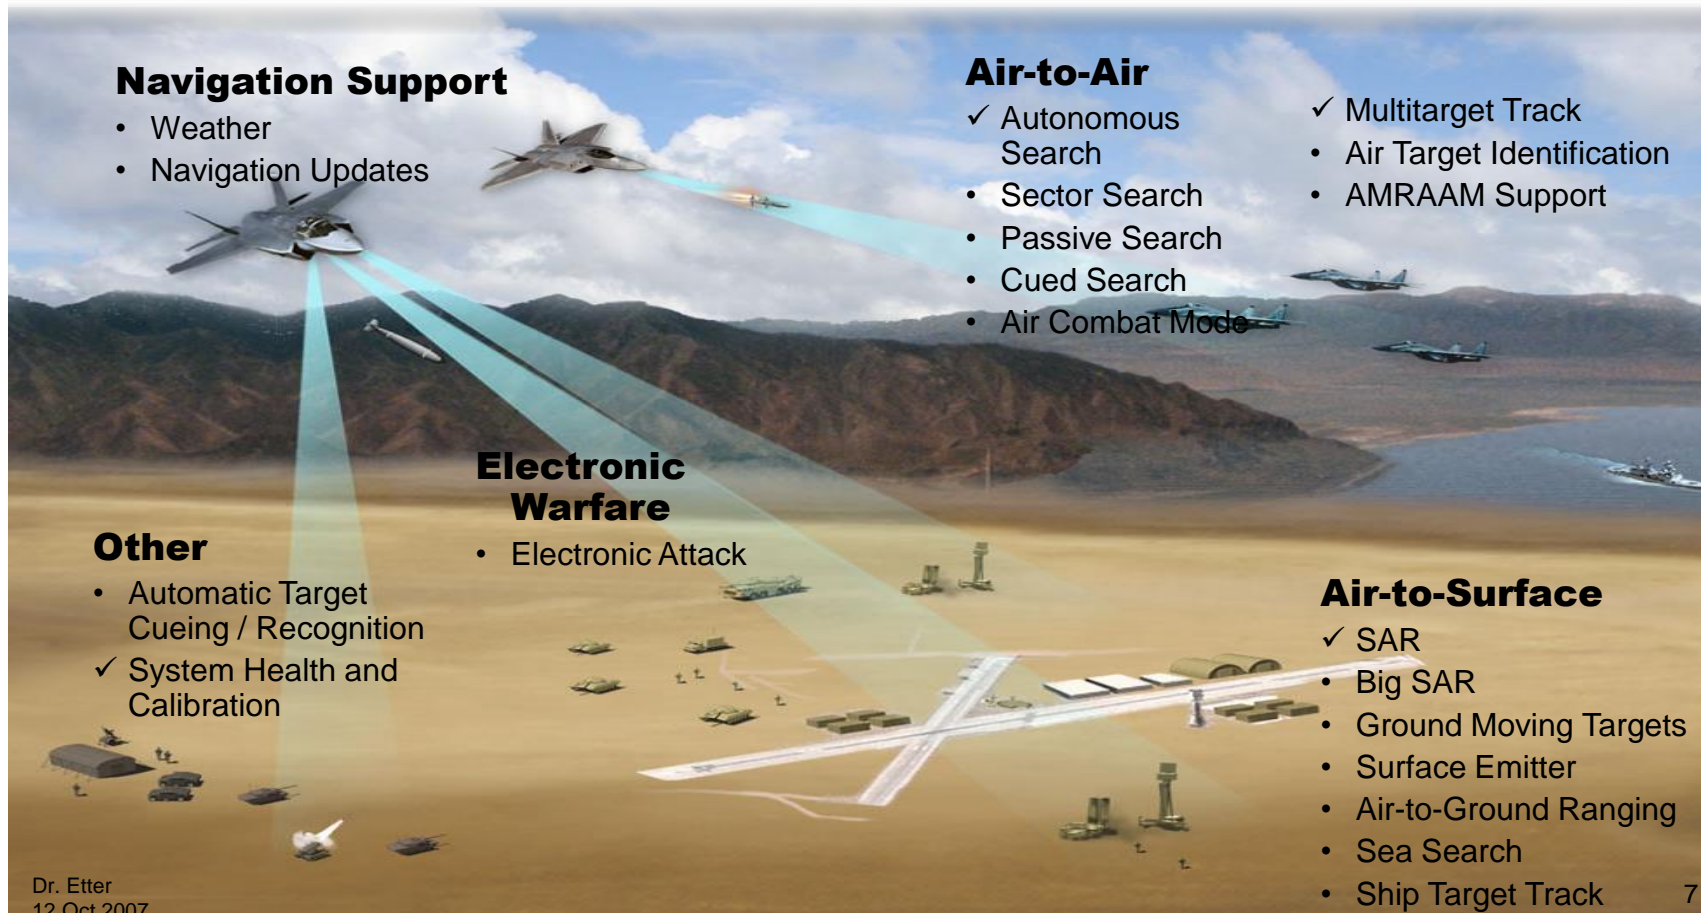 Navigation Support
• Weather
• Navigation Updates
Air-to-Air
✓ Autonomous
Search
• Sector Search
• Passive Search
• Cued Search
• Air Combat Mode
✓ Multitarget Track
• Air Target Identification
• AMRAAM Support
Electronic
Warfare
• Electronic Attack
Other
• Automatic Target
Cueing / Recognition
✓ System Health and
Calibration
Air-to-Surface
✓ SAR
• Big SAR
• Ground Moving Targets
• Surface Emitter
• Air-to-Ground Ranging
• Sea Search
• Ship Target Track
Dr. Etter
12 Oct 2007
7